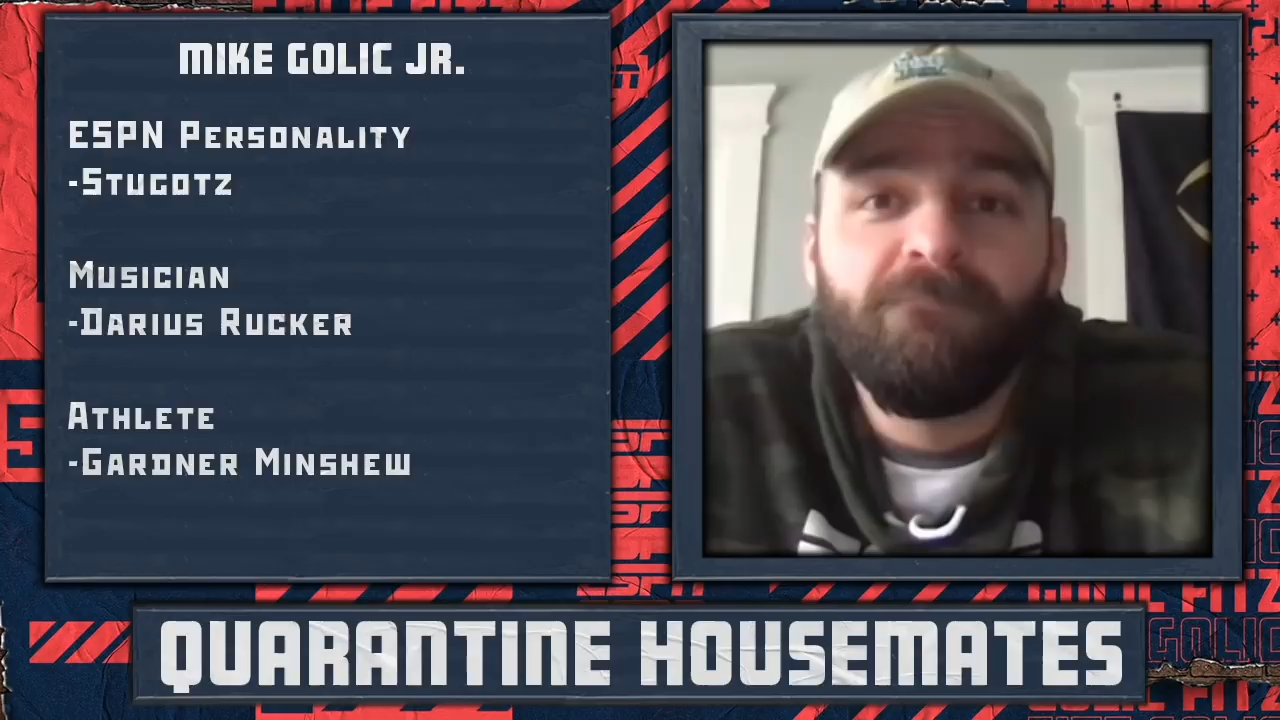 MIKE GOLIC JR.
ESPN PERSONALITY
-STUGOTZ
MUSICIAN
-DARIUS RUCKER
ATHLETE
-GARDNER MINSHEW
QUARANTINE HOUSEMATES